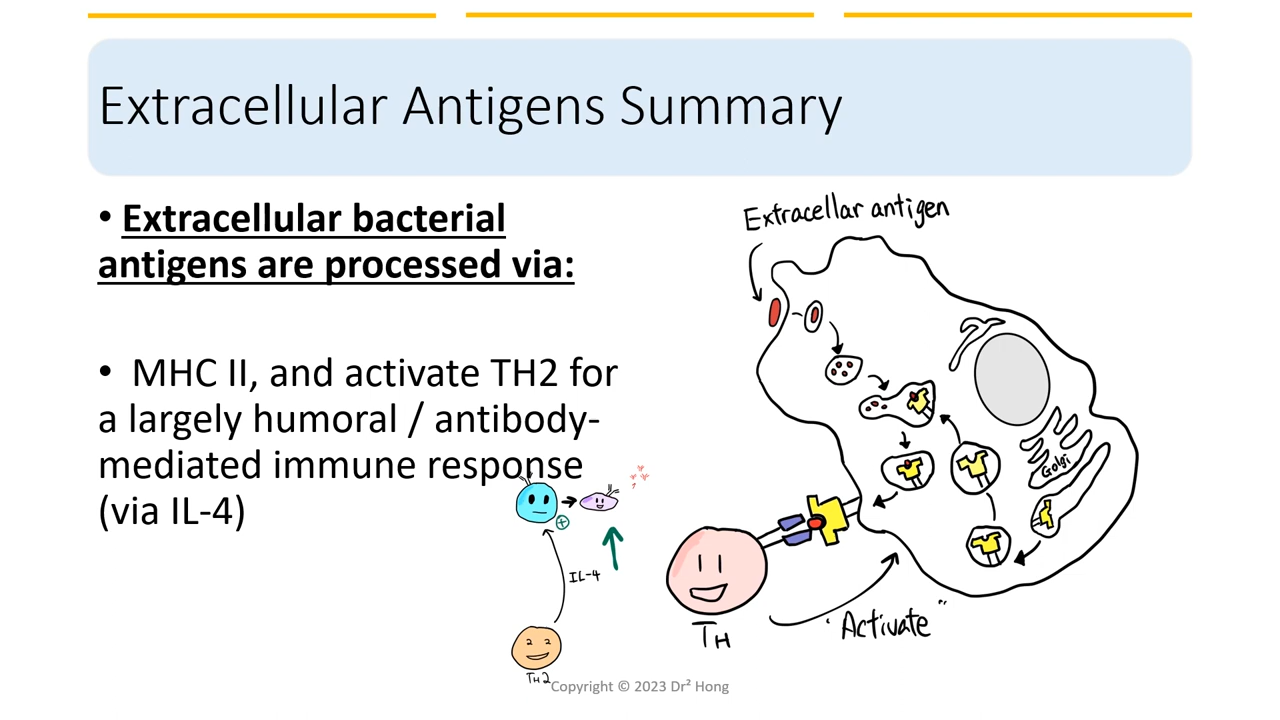 Extracellular Antigens Summary
• Extracellular bacterial
antigens are processed via:
• MHC II, and activate TH2 for
a largely humoral / antibody-
mediated immune response
(via IL-4)
Extracellar antigen
Golgi
IL-4
TH
"Activate"
TH2
Copyright © 2023 Dr² Hong